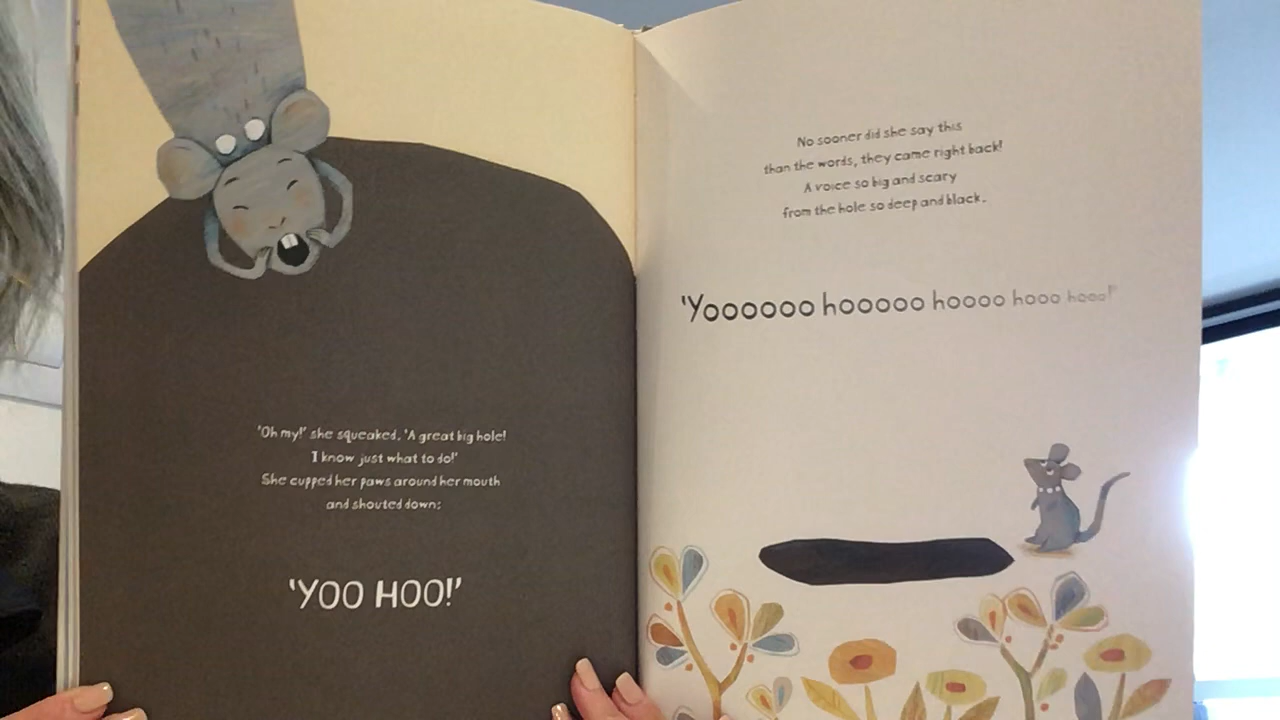 'Oh my!' she squeaked. 'A great big hole!
I know just what to do!'
She cupped her paws around her mouth
and shouted down:
'YOO HOO!'
No sooner did she say this
than the words, they came right back!
A voice so big and scary
from the hole so deep and black.
'Yoooooo hooooo hoooo hooo hooo!'